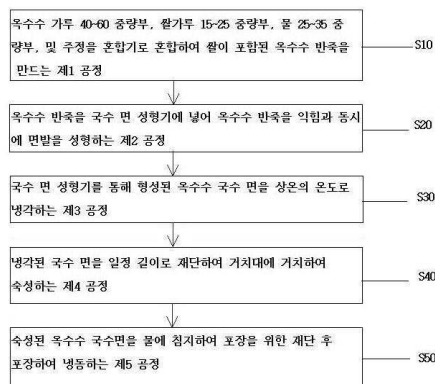 옥수수 가루 40~60 중량부, 쌀가루 15~25 중량부, 물 25~35 중
량부, 및 주정을 혼합기로 혼합하여 쌀이 포함된 옥수수 반죽을
만드는 제1 공정
S10
옥수수 반죽을 국수 면 성형기에 넣어 옥수수 반죽을 익힘과 동시
에 면발을 성형하는 제2 공정
S20
국수 면 성형기를 통해 형성된 옥수수 국수 면을 상온의 온도로
냉각하는 제3 공정
S30
냉각된 국수 면을 일정 길이로 재단하여 거치대에 거치하여
숙성하는 제4 공정
S40
숙성된 옥수수 국수면을 물에 침지하여 포장을 위한 재단 후
포장하여 냉동하는 제5 공정
S50